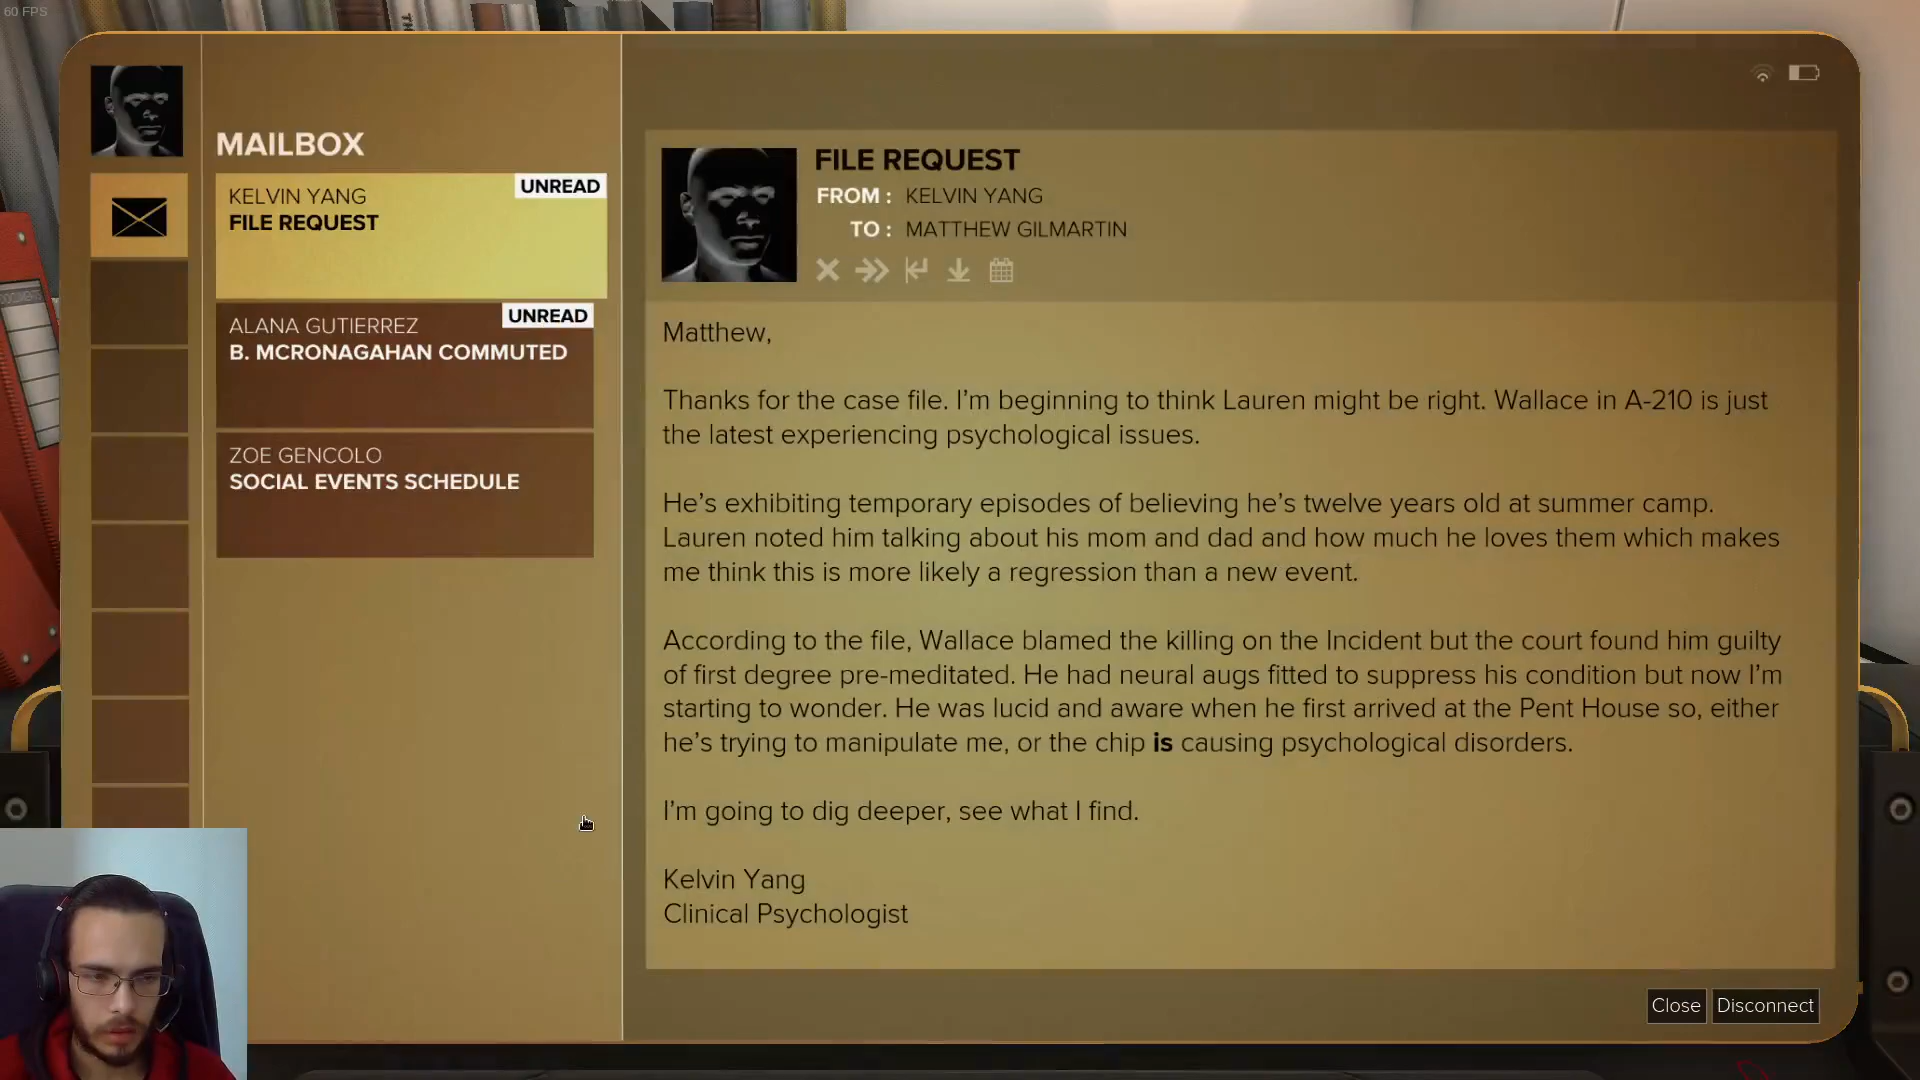 60 FPS
MAILBOX
KELVIN YANG
UNREAD
FILE REQUEST
ALANA GUTIERREZ
UNREAD
B. MCRONAGAHAN COMMUTED
ZOE GENCOLO
SOCIAL EVENTS SCHEDULE
FILE REQUEST
FROM : KELVIN YANG
TO : MATTHEW GILMARTIN
Matthew,
Thanks for the case file. I’m beginning to think Lauren might be right. Wallace in A-210 is just
the latest experiencing psychological issues.
He’s exhibiting temporary episodes of believing he’s twelve years old at summer camp.
Lauren noted him talking about his mom and dad and how much he loves them which makes
me think this is more likely a regression than a new event.
According to the file, Wallace blamed the killing on the Incident but the court found him guilty
of first degree pre-meditated. He had neural augs fitted to suppress his condition but now I’m
starting to wonder. He was lucid and aware when he first arrived at the Pent House so, either
he’s trying to manipulate me, or the chip is causing psychological disorders.
I’m going to dig deeper, see what I find.
Kelvin Yang
Clinical Psychologist
Close Disconnect